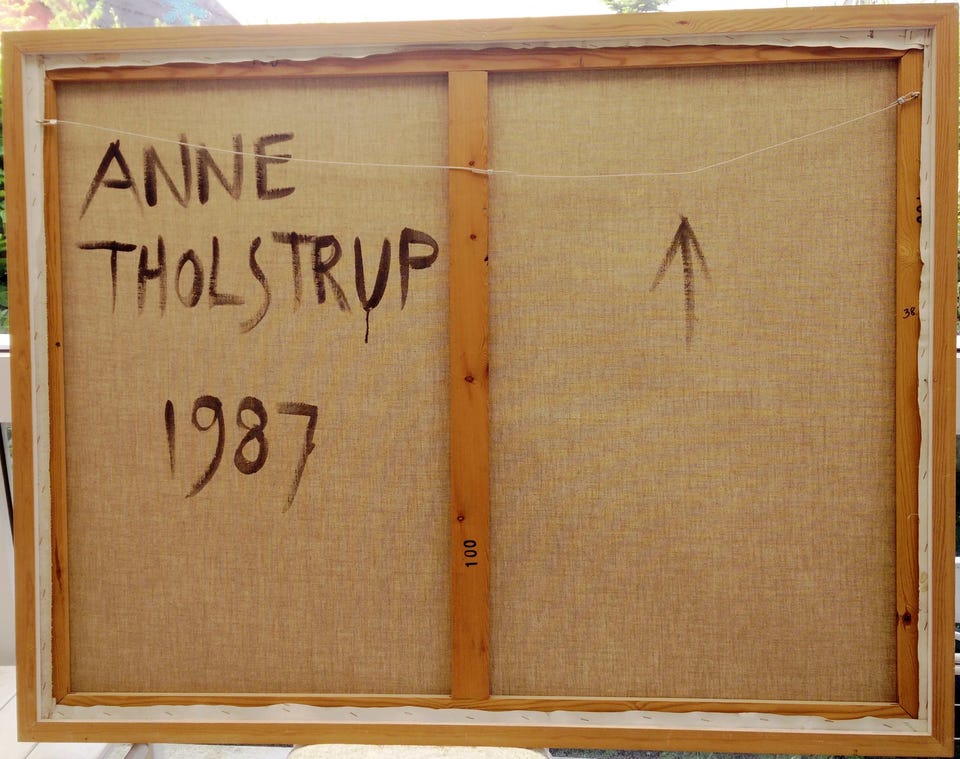 ANNE
THOLSTRUP
1987
38
100